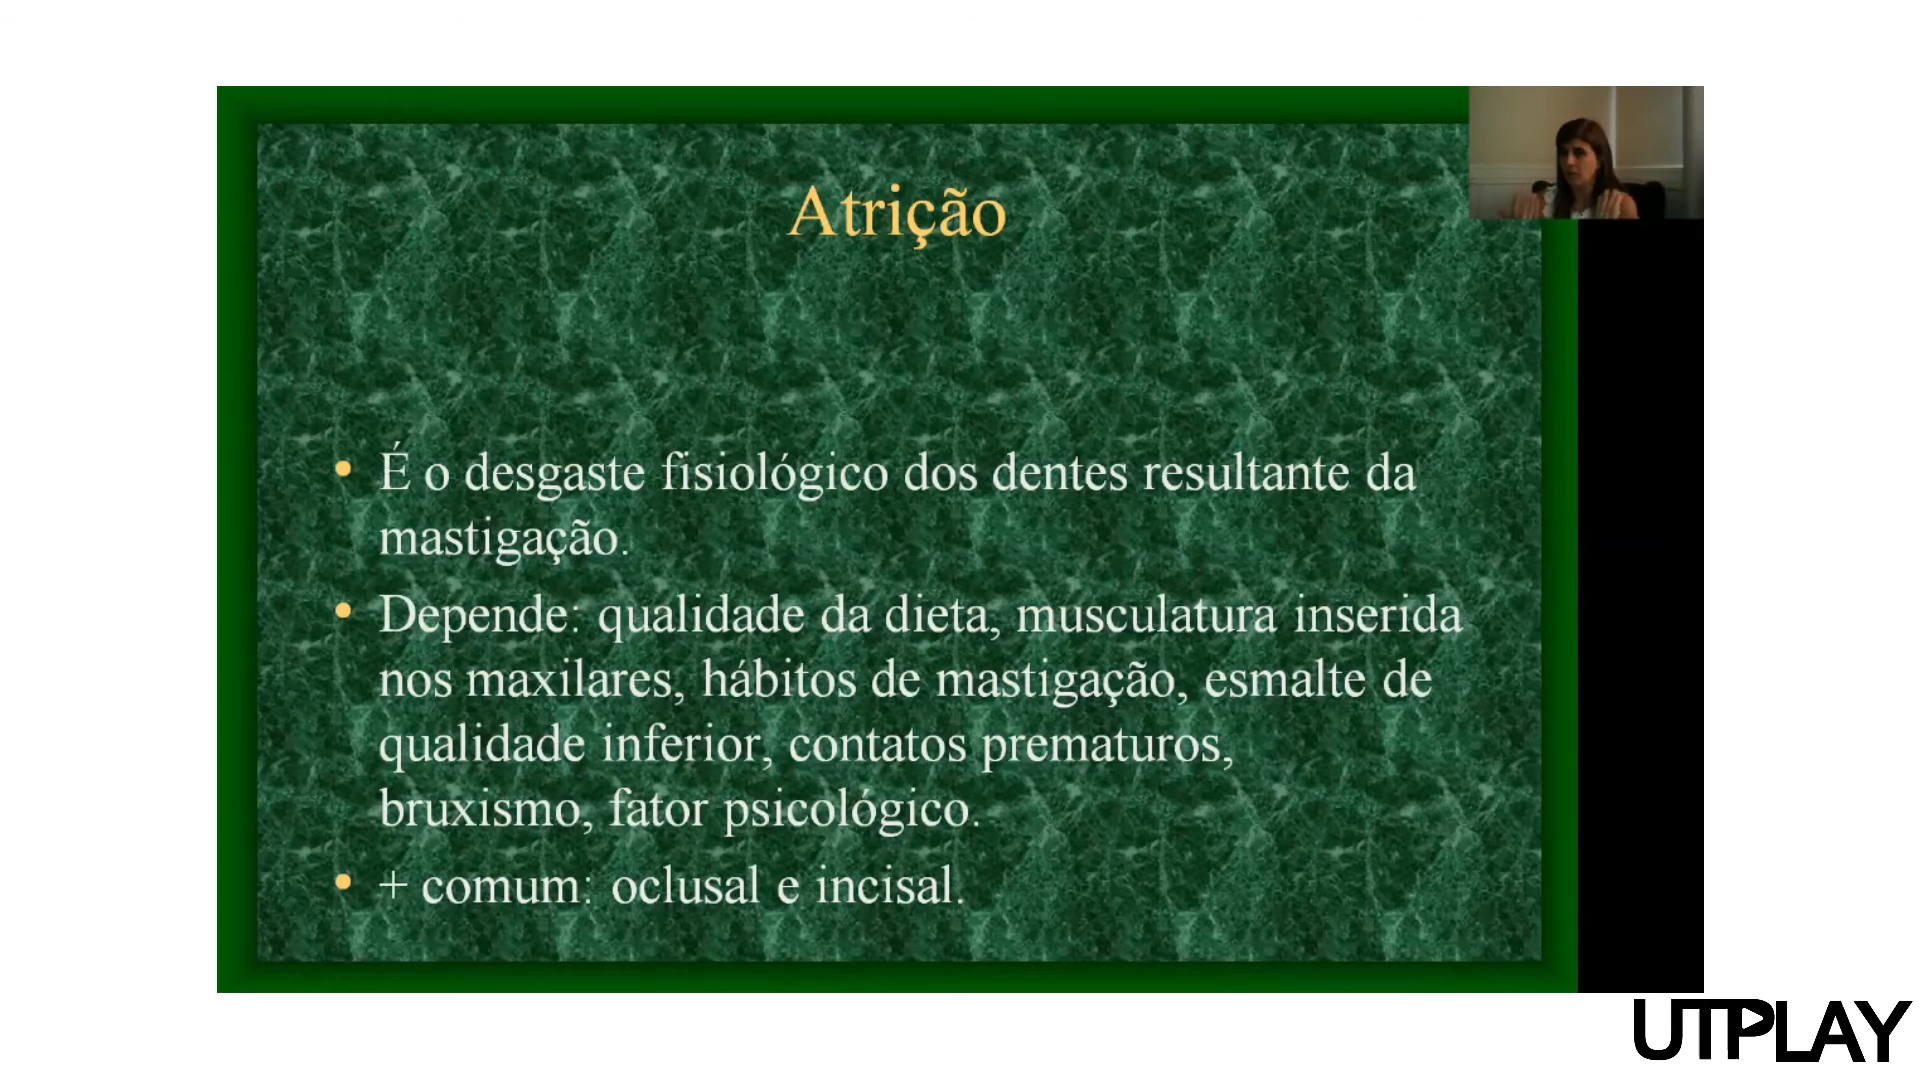 Atrição
• É o desgaste fisiológico dos dentes resultante da
mastigação.
• Depende: qualidade da dieta, musculatura inserida
nos maxilares, hábitos de mastigação, esmalte de
qualidade inferior, contatos prematuros,
bruxismo, fator psicológico.
• + comum: oclusal e incisal.
UTPLAY